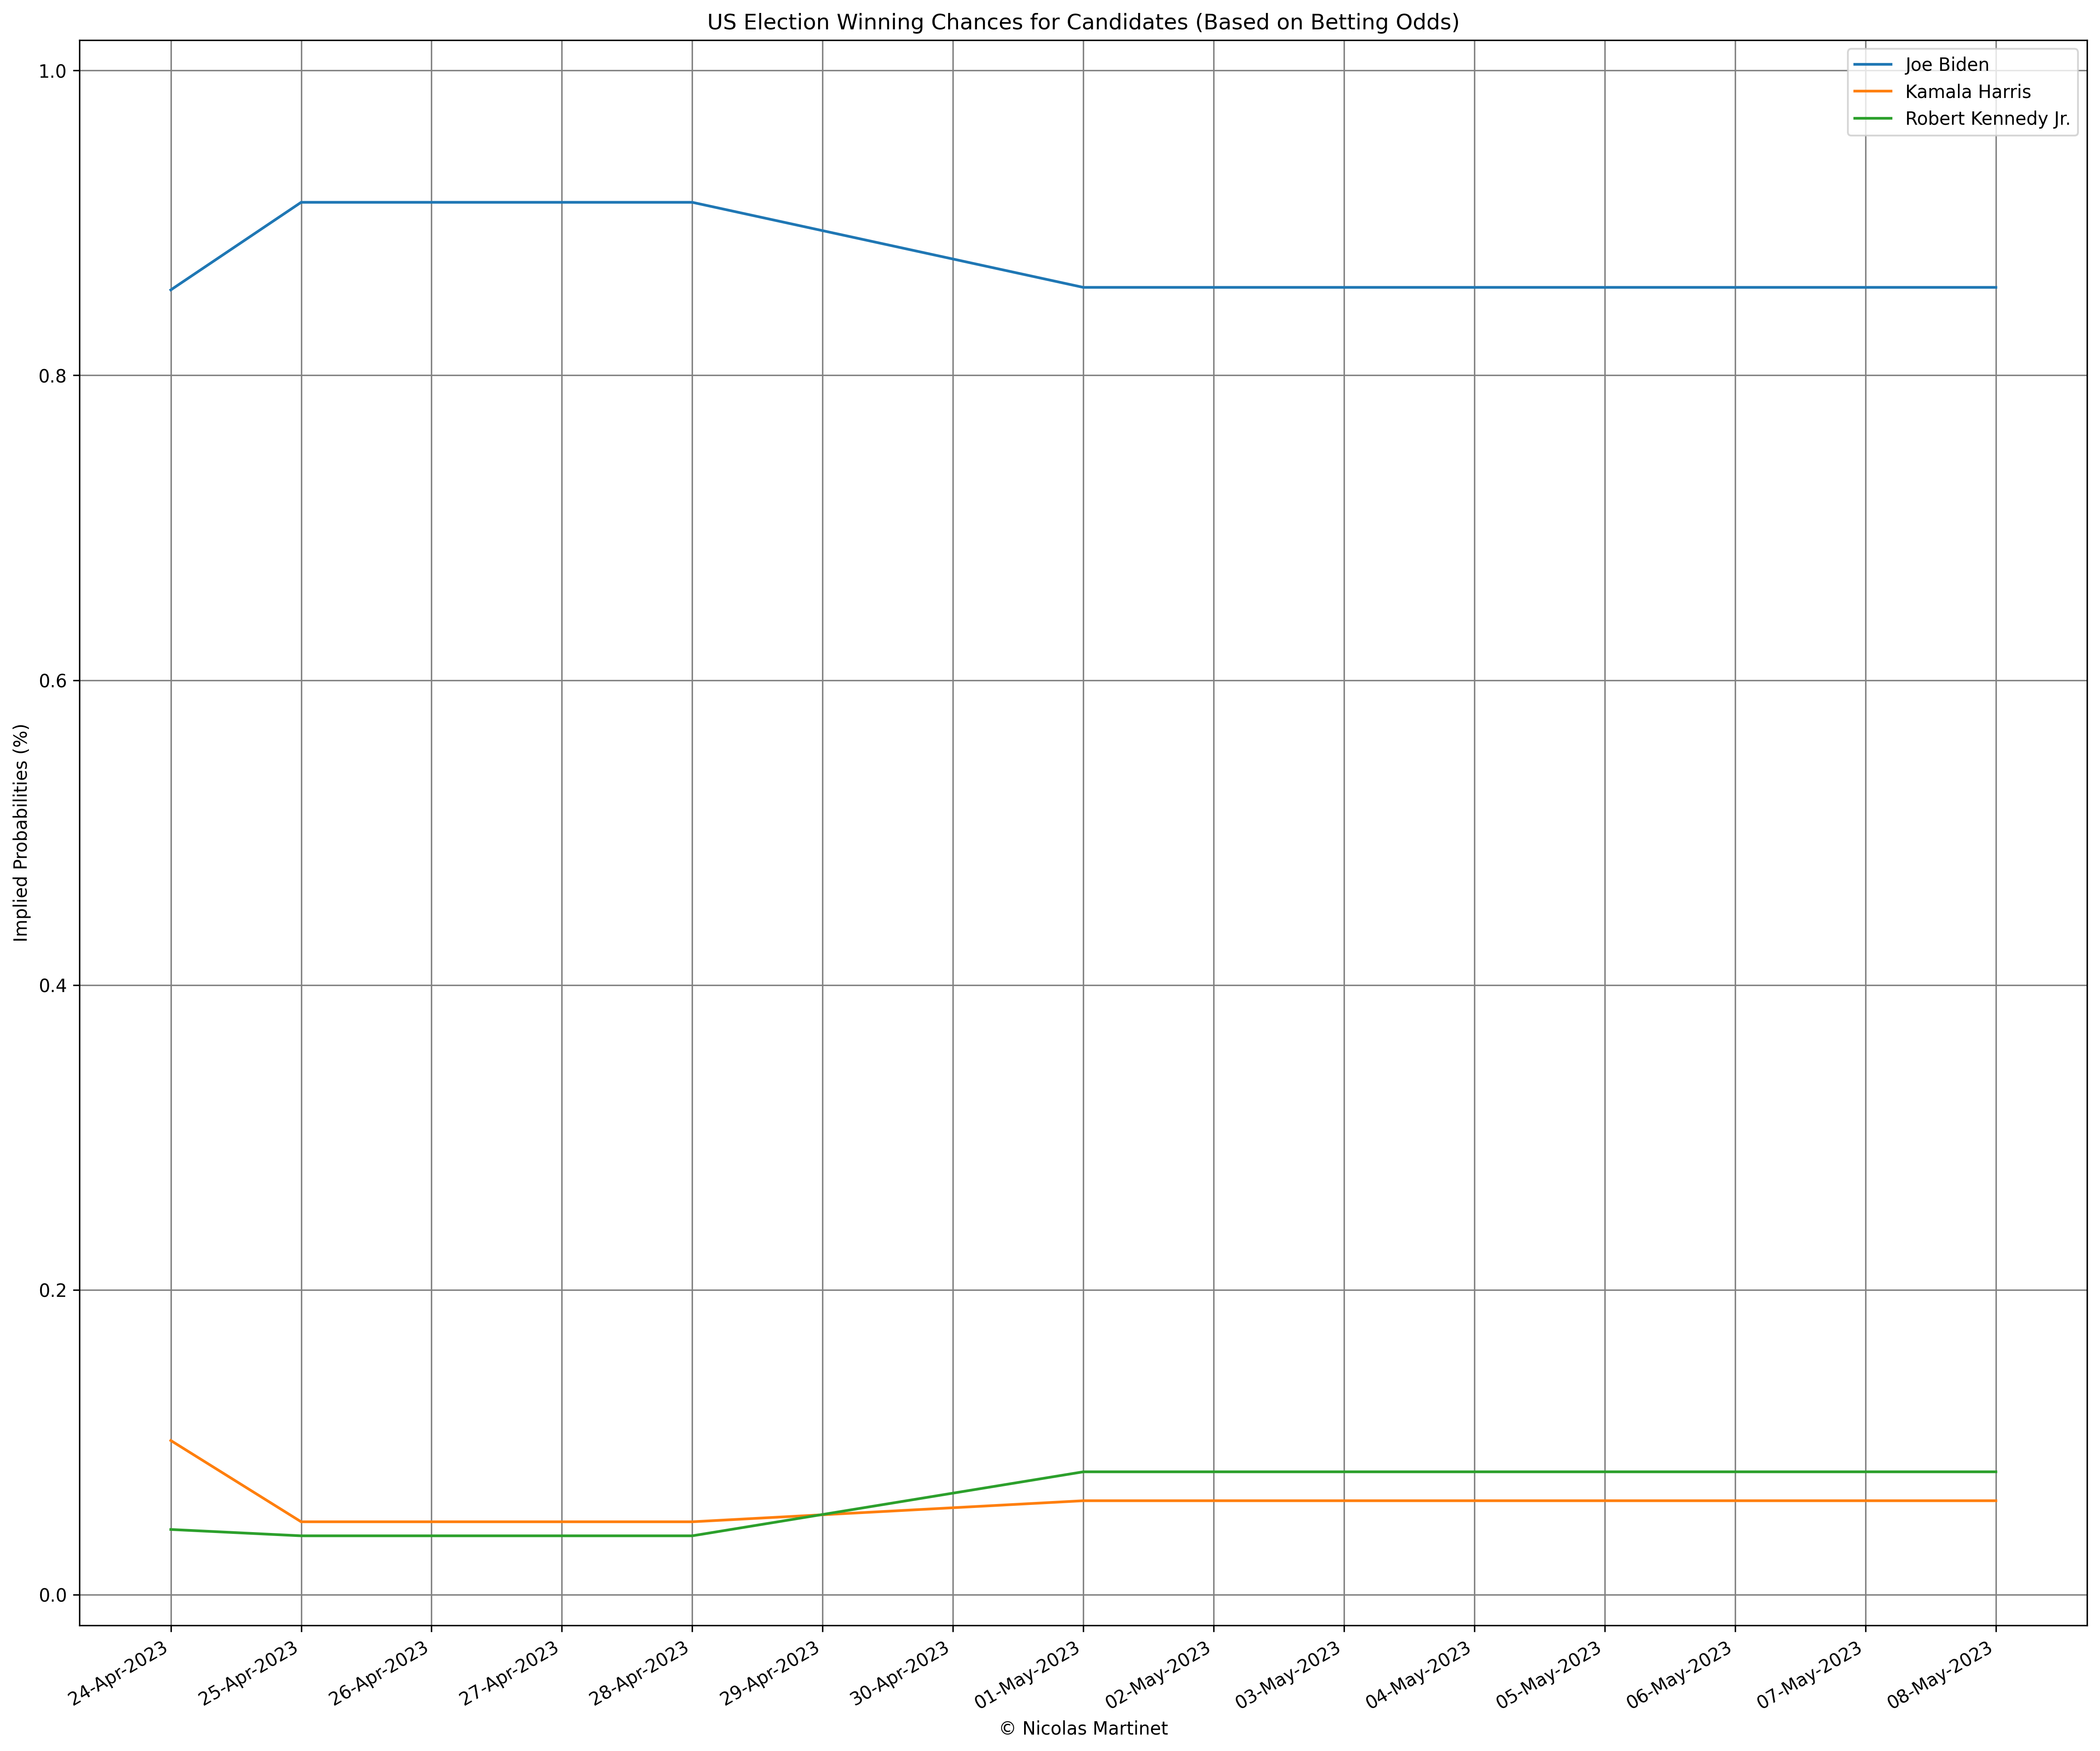 US Election Winning Chances for Candidates (Based on Betting Odds)
Joe Biden
Kamala Harris
Robert Kennedy Jr.
Implied Probabilities (%)
1.0
0.8
0.6
0.4
0.2
0.0
24-Apr-2023
25-Apr-2023
26-Apr-2023
27-Apr-2023
28-Apr-2023
29-Apr-2023
30-Apr-2023
01-May-2023
02-May-2023
03-May-2023
04-May-2023
05-May-2023
06-May-2023
07-May-2023
08-May-2023
© Nicolas Martinet